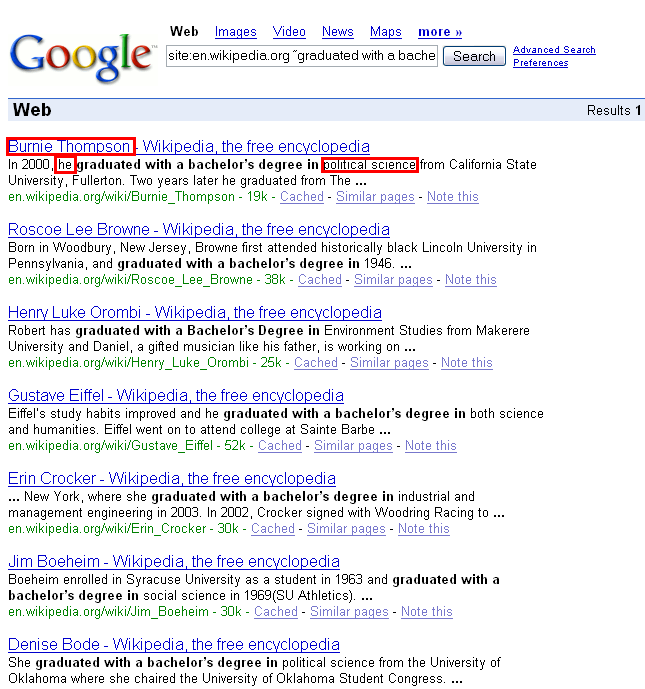 Web Images Video News Maps more »
Google™
site:en.wikipedia.org "graduated with a bache Search Advanced Search
Preferences
Web Results 1
Burnie Thompson - Wikipedia, the free encyclopedia
In 2000, he graduated with a bachelor's degree in political science from California State
University, Fullerton. Two years later he graduated from The ...
en.wikipedia.org/wiki/Burnie_Thompson - 19k - Cached - Similar pages - Note this
Roscoe Lee Browne - Wikipedia, the free encyclopedia
Born in Woodbury, New Jersey, Browne first attended historically black Lincoln University in
Pennsylvania, and graduated with a bachelor's degree in 1946. ...
en.wikipedia.org/wiki/Roscoe_Lee_Browne - 38k - Cached - Similar pages - Note this
Henry Luke Orombi - Wikipedia, the free encyclopedia
Robert has graduated with a Bachelor's Degree in Environment Studies from Makerere
University and Daniel, a gifted musician like his father, is working on ...
en.wikipedia.org/wiki/Henry_Luke_Orombi - 25k - Cached - Similar pages - Note this
Gustave Eiffel - Wikipedia, the free encyclopedia
Eiffel's study habits improved and he graduated with a bachelor's degree in both science
and humanities. Eiffel went on to attend college at Sainte Barbe ...
en.wikipedia.org/wiki/Gustave_Eiffel - 52k - Cached - Similar pages - Note this
Erin Crocker - Wikipedia, the free encyclopedia
... New York, where she graduated with a bachelor's degree in industrial and
management engineering in 2003. In 2002, Crocker signed with Woodring Racing to ...
en.wikipedia.org/wiki/Erin_Crocker - 30k - Cached - Similar pages - Note this
Jim Boeheim - Wikipedia, the free encyclopedia
Boeheim enrolled in Syracuse University as a student in 1963 and graduated with a
bachelor's degree in social science in 1969(SU Athletics). ...
en.wikipedia.org/wiki/Jim_Boeheim - 30k - Cached - Similar pages - Note this
Denise Bode - Wikipedia, the free encyclopedia
She graduated with a bachelor's degree in political science from the University of
Oklahoma where she chaired the University of Oklahoma Student Congress. ...